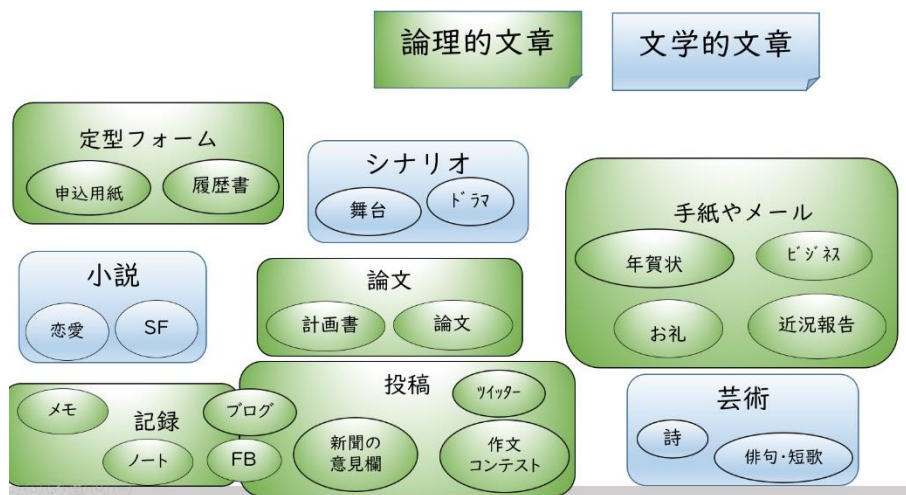 論理的文章
文学的文章
定型フォーム
申込用紙
履歴書
シナリオ
舞台
ﾄﾞﾗﾏ
手紙やメール
年賀状
ﾋﾞｼﾞﾈｽ
お礼
近況報告
小説
恋愛
SF
論文
計画書
論文
記録
メモ
ノート
ブログ
FB
投稿
ﾂｲｯﾀｰ
新聞の
意見欄
作文
コンテスト
芸術
詩
俳句･短歌